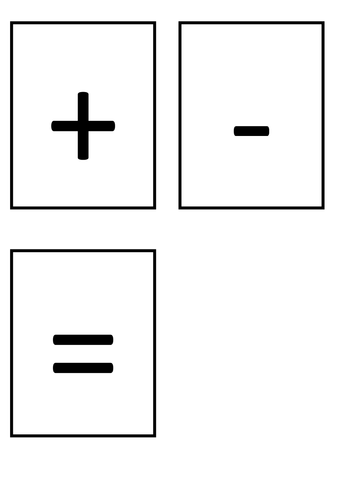 + -
=